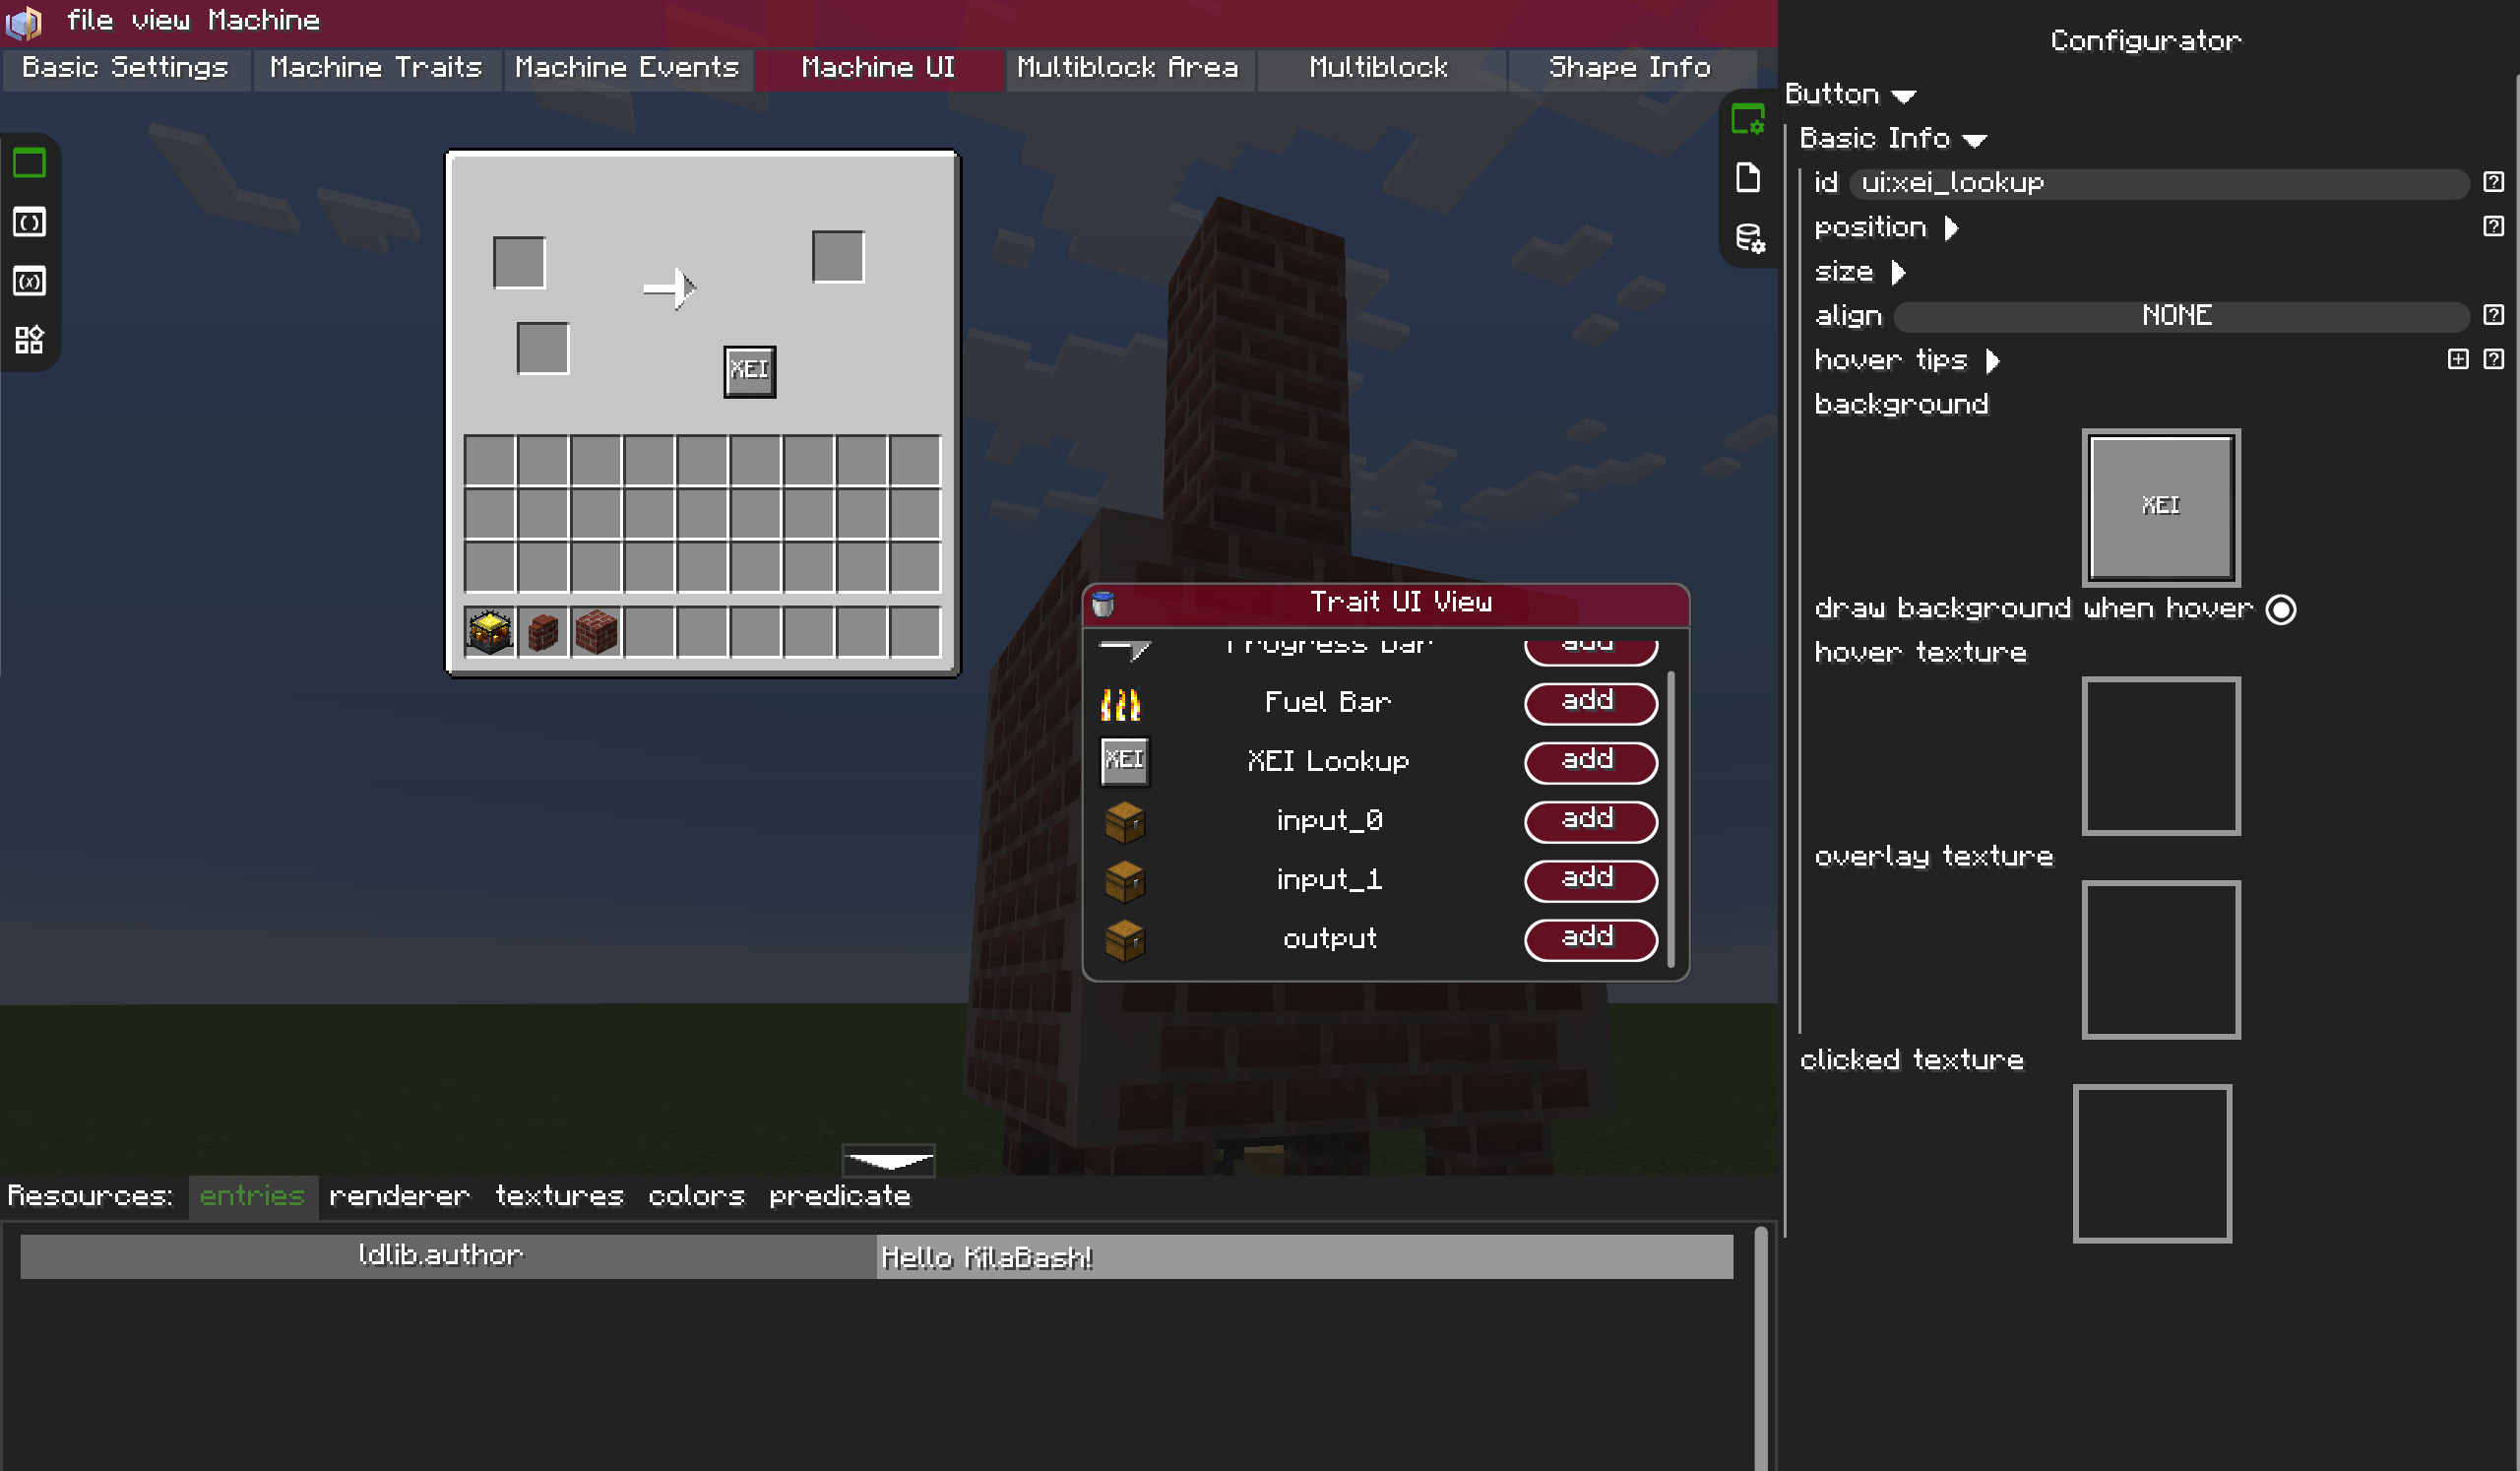 file view Machine
Basic Settings Machine Traits Machine Events Machine UI Multiblock Area Multiblock Shape Info
XEI
Trait UI View
Progress Bar add
Fuel Bar add
XEI XEI Lookup add
input_0 add
input_1 add
output add
Resources: entries renderer textures colors predicate
ldlib.author Hello KilaBash!
Configurator
Button
Basic Info
id ui:xei_lookup
position
size
align NONE
hover tips
background
XEI
draw background when hover
hover texture
overlay texture
clicked texture